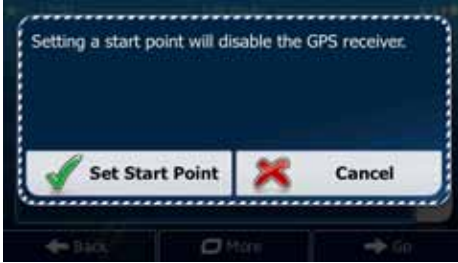 Setting a start point will disable the GPS receiver.
Set Start Point
Cancel
Back
More
Go